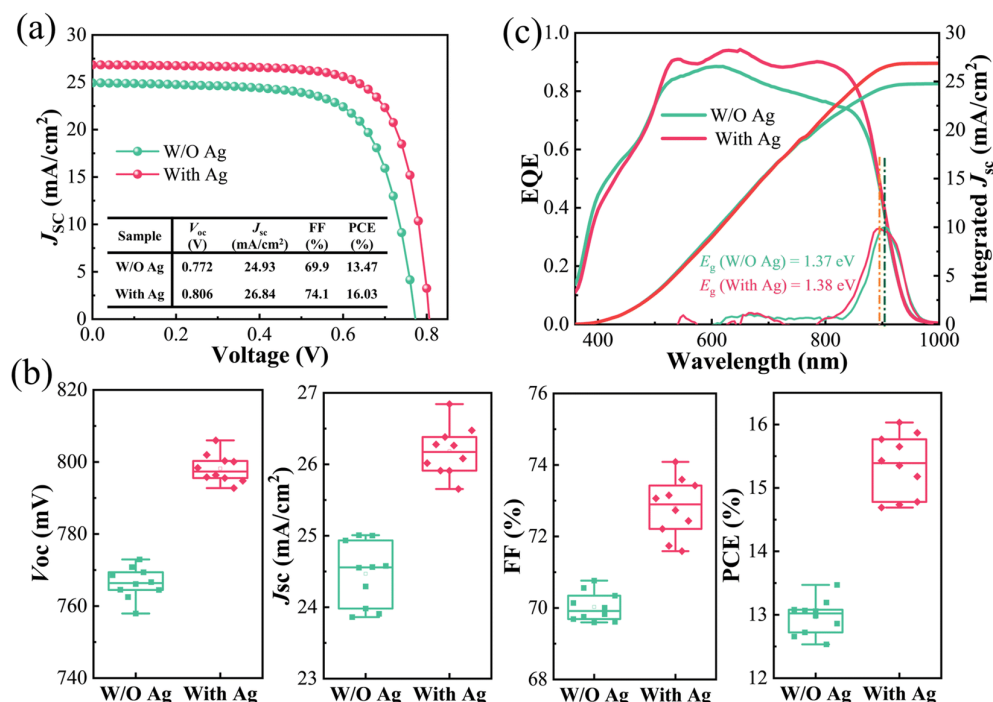 (a)
30
25
20
15
10
5
0
J_SC (mA/cm²)
0.0 0.2 0.4 0.6 0.8
Voltage (V)
W/O Ag
With Ag
Sample V_oc (V) J_sc (mA/cm²) FF (%) PCE (%)
W/O Ag 0.772 24.93 69.9 13.47
With Ag 0.806 26.84 74.1 16.03
(c)
1.0
0.8
0.6
0.4
0.2
0.0
EQE
W/O Ag
With Ag
E_g (W/O Ag) = 1.37 eV
E_g (With Ag) = 1.38 eV
400 600 800 1000
Wavelength (nm)
30
25
20
15
10
5
0
Integrated J_sc (mA/cm²)
(b)
820
800
780
760
740
Voc (mV)
W/O Ag With Ag
27
26
25
24
23
Jsc (mA/cm²)
W/O Ag With Ag
76
74
72
70
68
FF (%)
W/O Ag With Ag
16
15
14
13
12
PCE (%)
W/O Ag With Ag